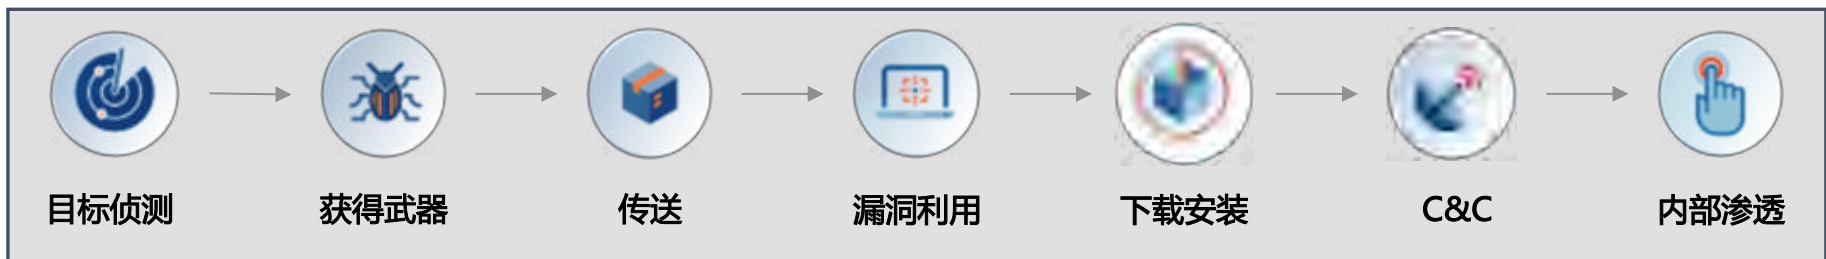 目标侦测
获得武器
传送
漏洞利用
下载安装
C&C
内部渗透